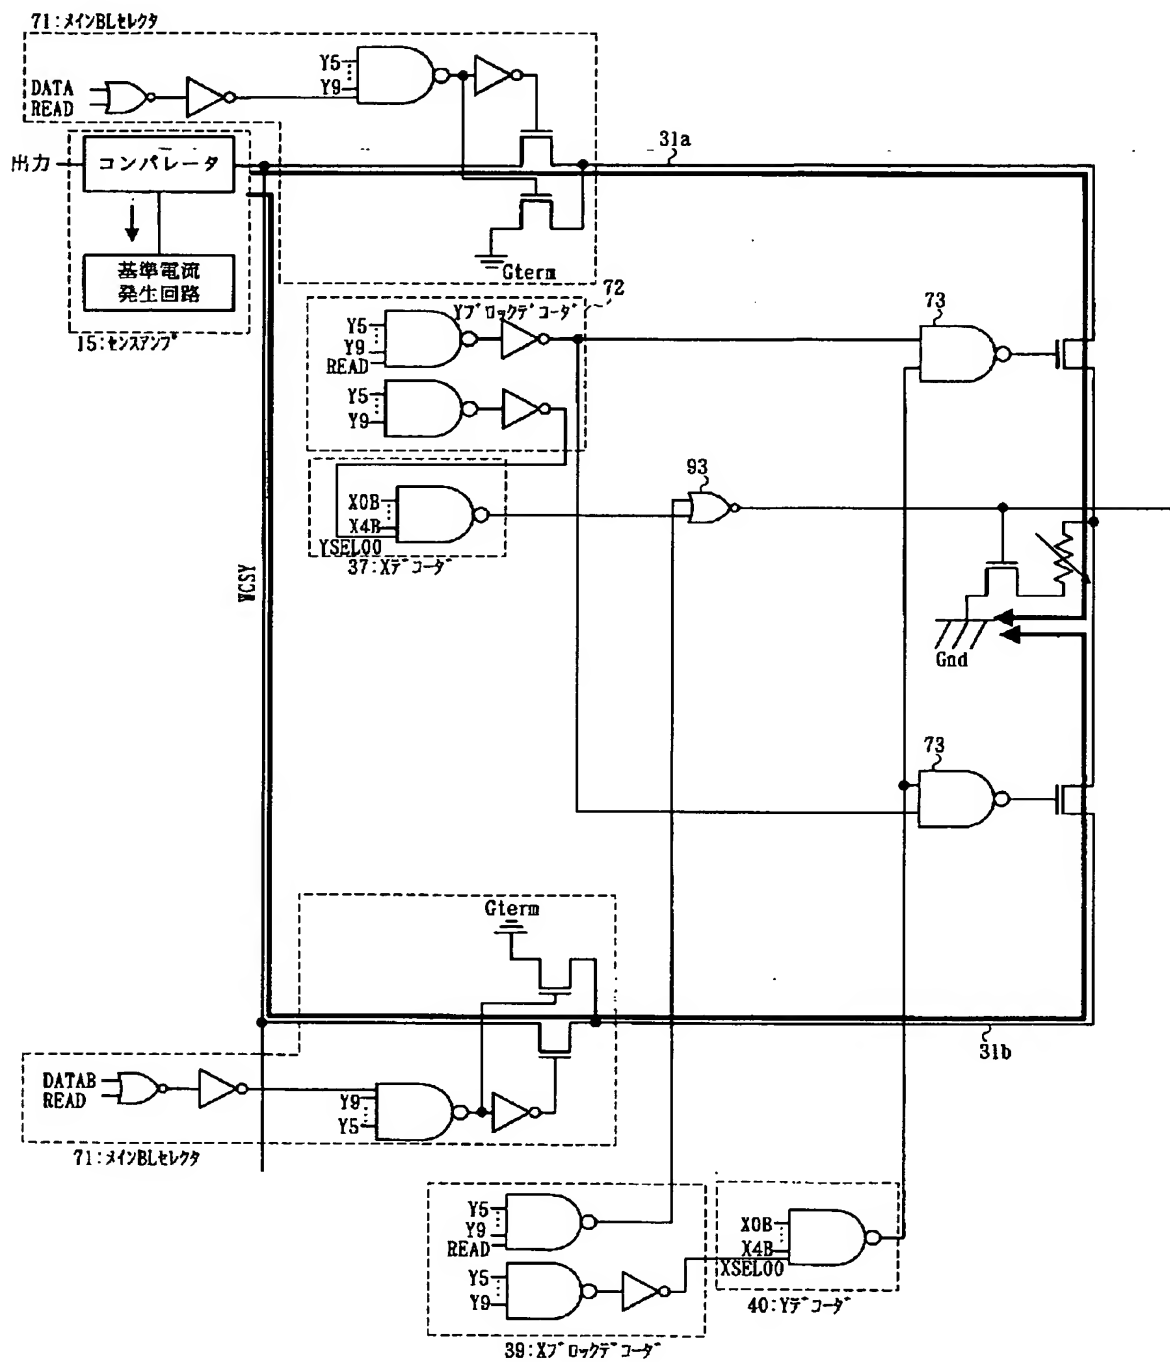 71:メインBLセレクタ
Y5
Y9
DATA
READ
31a
出力
コンパレータ
基準電流
発生回路
15:センスアンプ
Gterm
72
Yブロックデコーダ
Y5
Y9
READ
Y5
Y9
73
93
X0B
X4B
YSEL00
37:Xデコーダ
WCSY
Gnd
73
Gterm
31b
DATAB
READ
Y9
Y5
71:メインBLセレクタ
Y5
Y9
READ
X0B
X4B
XSEL00
Y5
Y9
40:Yデコーダ
39:Xブロックデコーダ